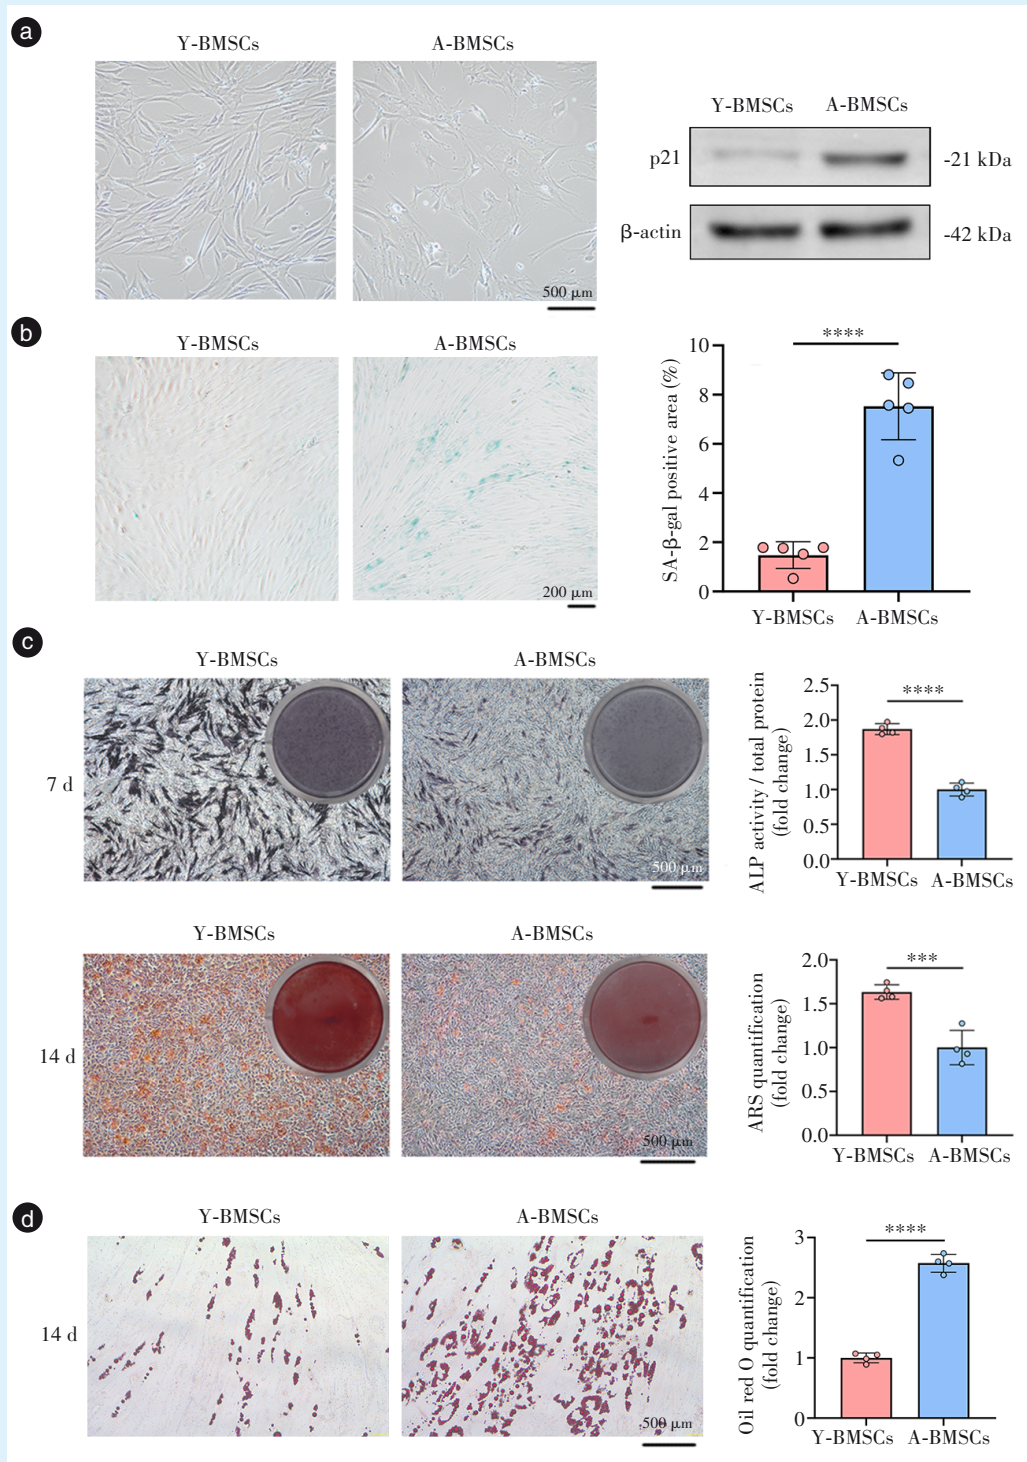 a
Y-BMSCs
A-BMSCs
500 μm
Y-BMSCs
A-BMSCs
p21
-21 kDa
β-actin
-42 kDa
b
Y-BMSCs
A-BMSCs
200 μm
SA-β-gal positive area (%)
10
8
6
4
2
0
****
Y-BMSCs
A-BMSCs
c
Y-BMSCs
A-BMSCs
7 d
500 μm
ALP activity / total protein
(fold change)
2.5
2.0
1.5
1.0
0.5
0.0
****
Y-BMSCs
A-BMSCs
Y-BMSCs
A-BMSCs
14 d
500 μm
ARS quantification
(fold change)
2.0
1.5
1.0
0.5
0.0
***
Y-BMSCs
A-BMSCs
d
Y-BMSCs
A-BMSCs
14 d
500 μm
Oil red O quantification
(fold change)
3
2
1
0
****
Y-BMSCs
A-BMSCs